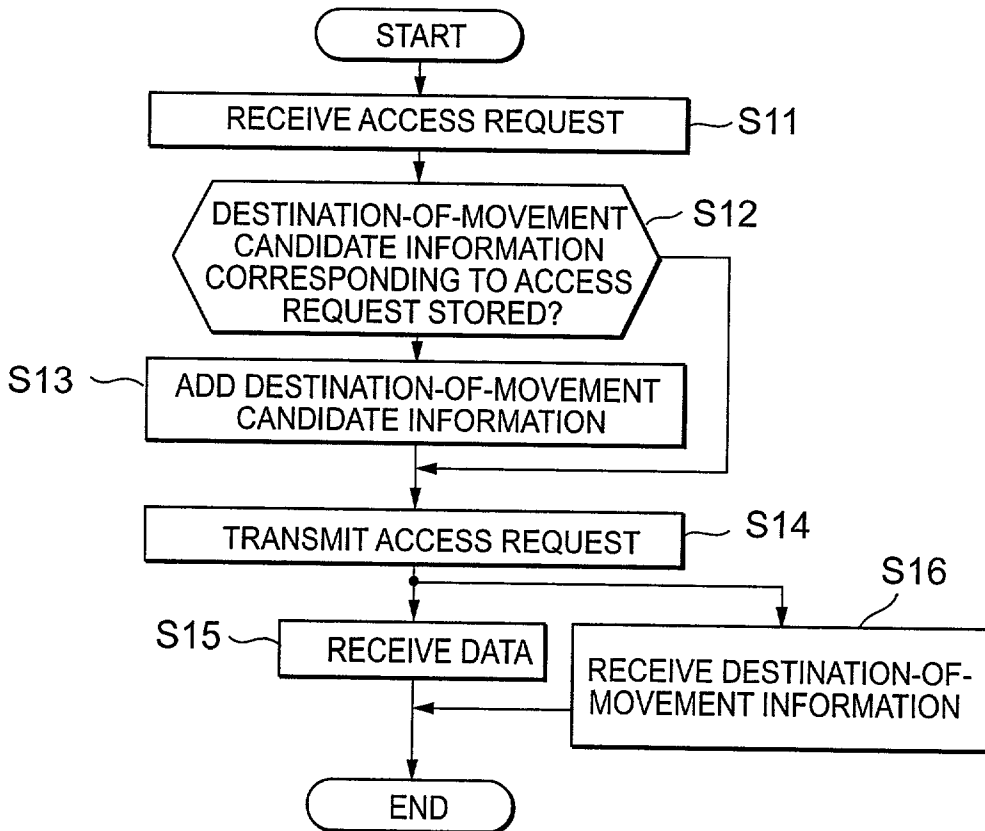 START
RECEIVE ACCESS REQUEST
S11
DESTINATION-OF-MOVEMENT
CANDIDATE INFORMATION
CORRESPONDING TO ACCESS
REQUEST STORED?
S12
S13
ADD DESTINATION-OF-MOVEMENT
CANDIDATE INFORMATION
TRANSMIT ACCESS REQUEST
S14
S15
RECEIVE DATA
S16
RECEIVE DESTINATION-OF-
MOVEMENT INFORMATION
END